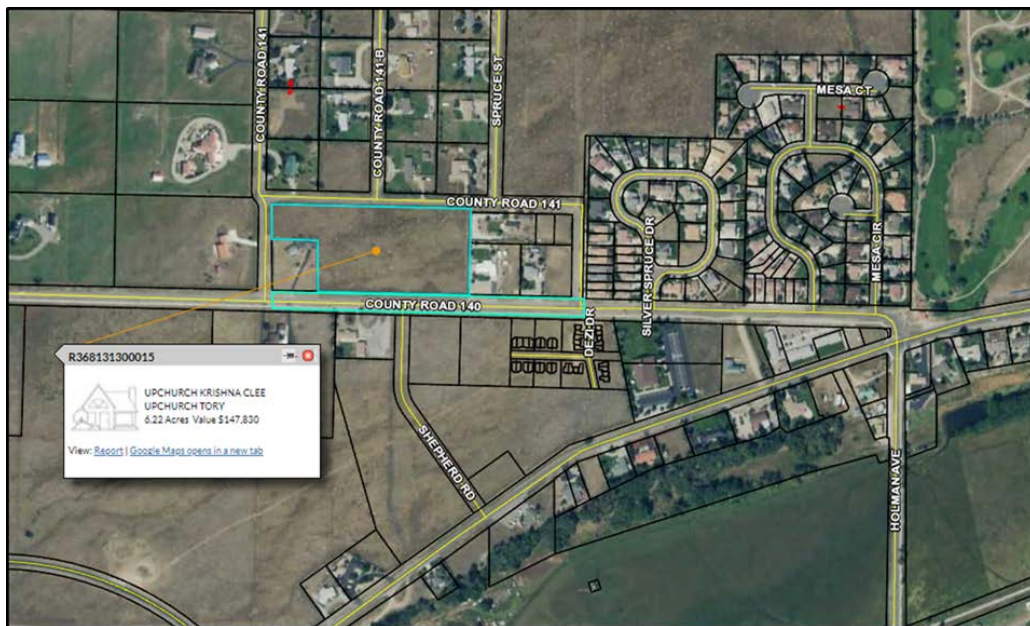 COUNTY ROAD 141
COUNTY ROAD 141-B
SPRUCE ST
MESA CT
COUNTY ROAD 141
SILVER SPRUCE DR
MESA CIR
COUNTY ROAD 140
DEZI DR
R368131300015
UPCHURCH KRISHNA CLEE
UPCHURCH TORY
6.22 Acres Value $147,830
View: Report | Google Maps opens in a new tab
SHEPHERD RD
HOLMAN AVE